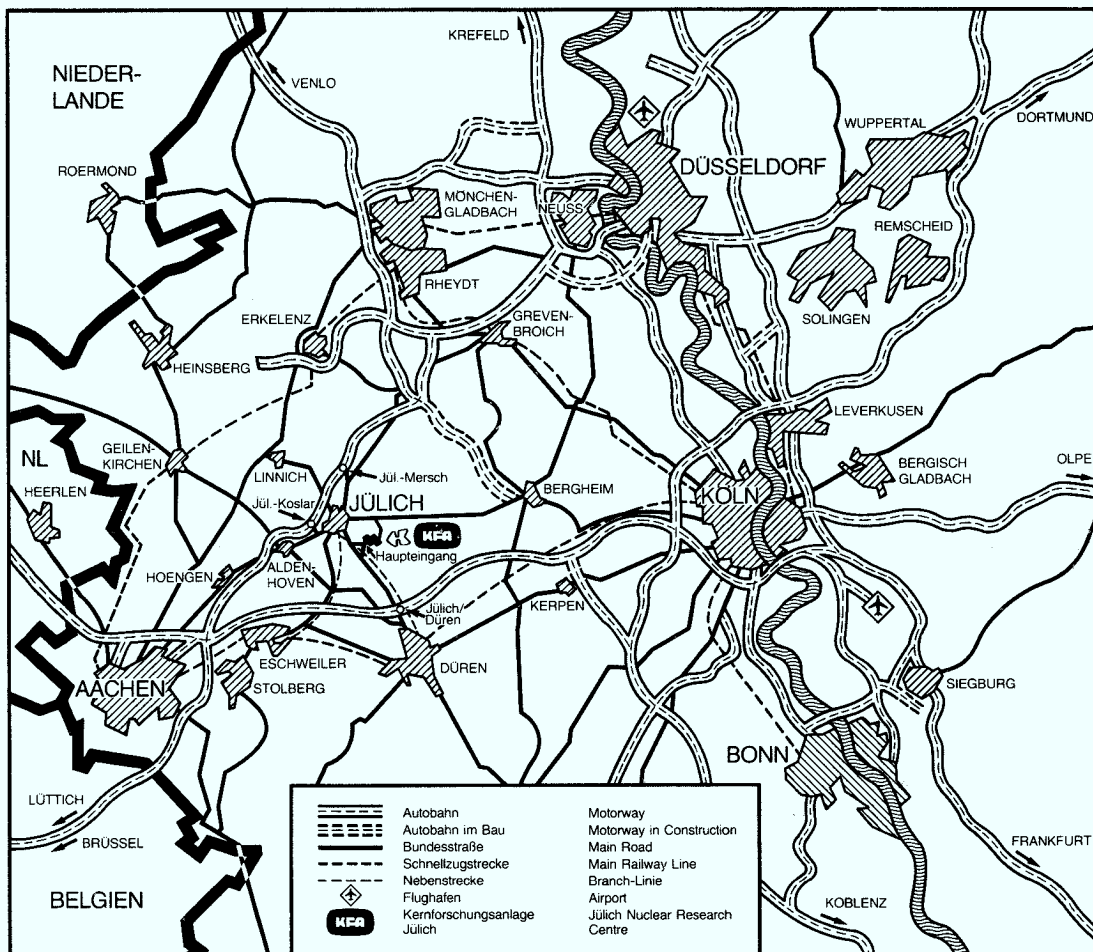 KREFELD
NIEDER-
LANDE
VENLO
DORTMUND
WUPPERTAL
DÜSSELDORF
ROERMOND
MÖNCHEN-
GLADBACH
NEUSS
REMSCHEID
RHEYDT
ERKELENZ
GREVEN-
BROICH
SOLINGEN
HEINSBERG
LEVERKUSEN
GEILEN-
KIRCHEN
NL
LINNICH
Jül.-Mersch
BERGISCH
GLADBACH
OLPE
HEERLEN
Jül.-Koslar
JÜLICH
BERGHEIM
KÖLN
KFA
Haupteingang
HOENGEN
ALDEN-
HOVEN
Jülich/
Düren
KERPEN
ESCHWEILER
DÜREN
AACHEN
STOLBERG
SIEGBURG
BONN
LÜTTICH
BRÜSSEL
FRANKFURT
BELGIEN
KOBLENZ
Autobahn Motorway
Autobahn im Bau Motorway in Construction
Bundesstraße Main Road
Schnellzugstrecke Main Railway Line
Nebenstrecke Branch-Linie
Flughafen Airport
KFA Kernforschungsanlage Jülich Nuclear Research
Jülich Centre